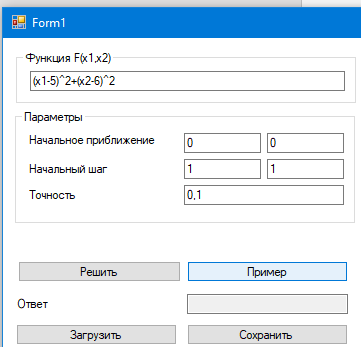 Form1
Функция F(x1,x2)
(x1-5)^2+(x2-6)^2
Параметры
Начальное приближение 0 0
Начальный шаг 1 1
Точность 0,1
Решить Пример
Ответ
Загрузить Сохранить